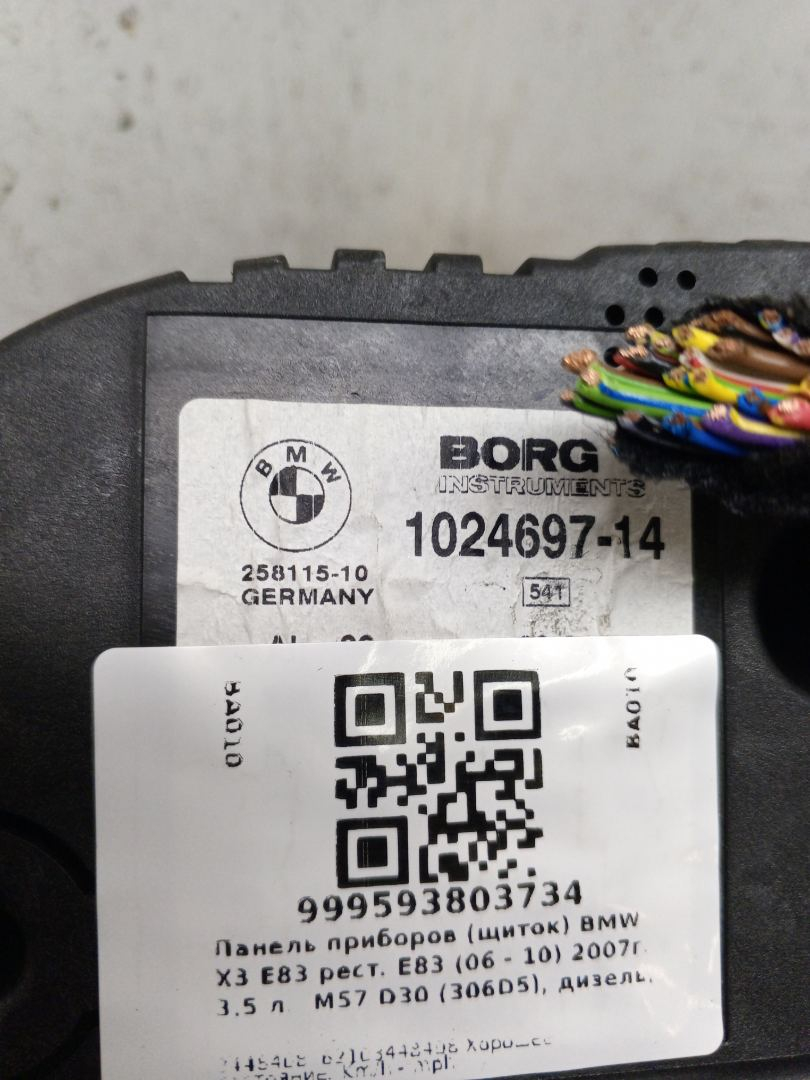 BMW
BORG
INSTRUMENTS
1024697-14
258115-10
GERMANY
541
BA010
BA010
999593803734
Панель приборов (щиток) BMW
X3 E83 рест. E83 (06 - 10) 2007г.
3.5 л M57 D30 (306D5), дизель,